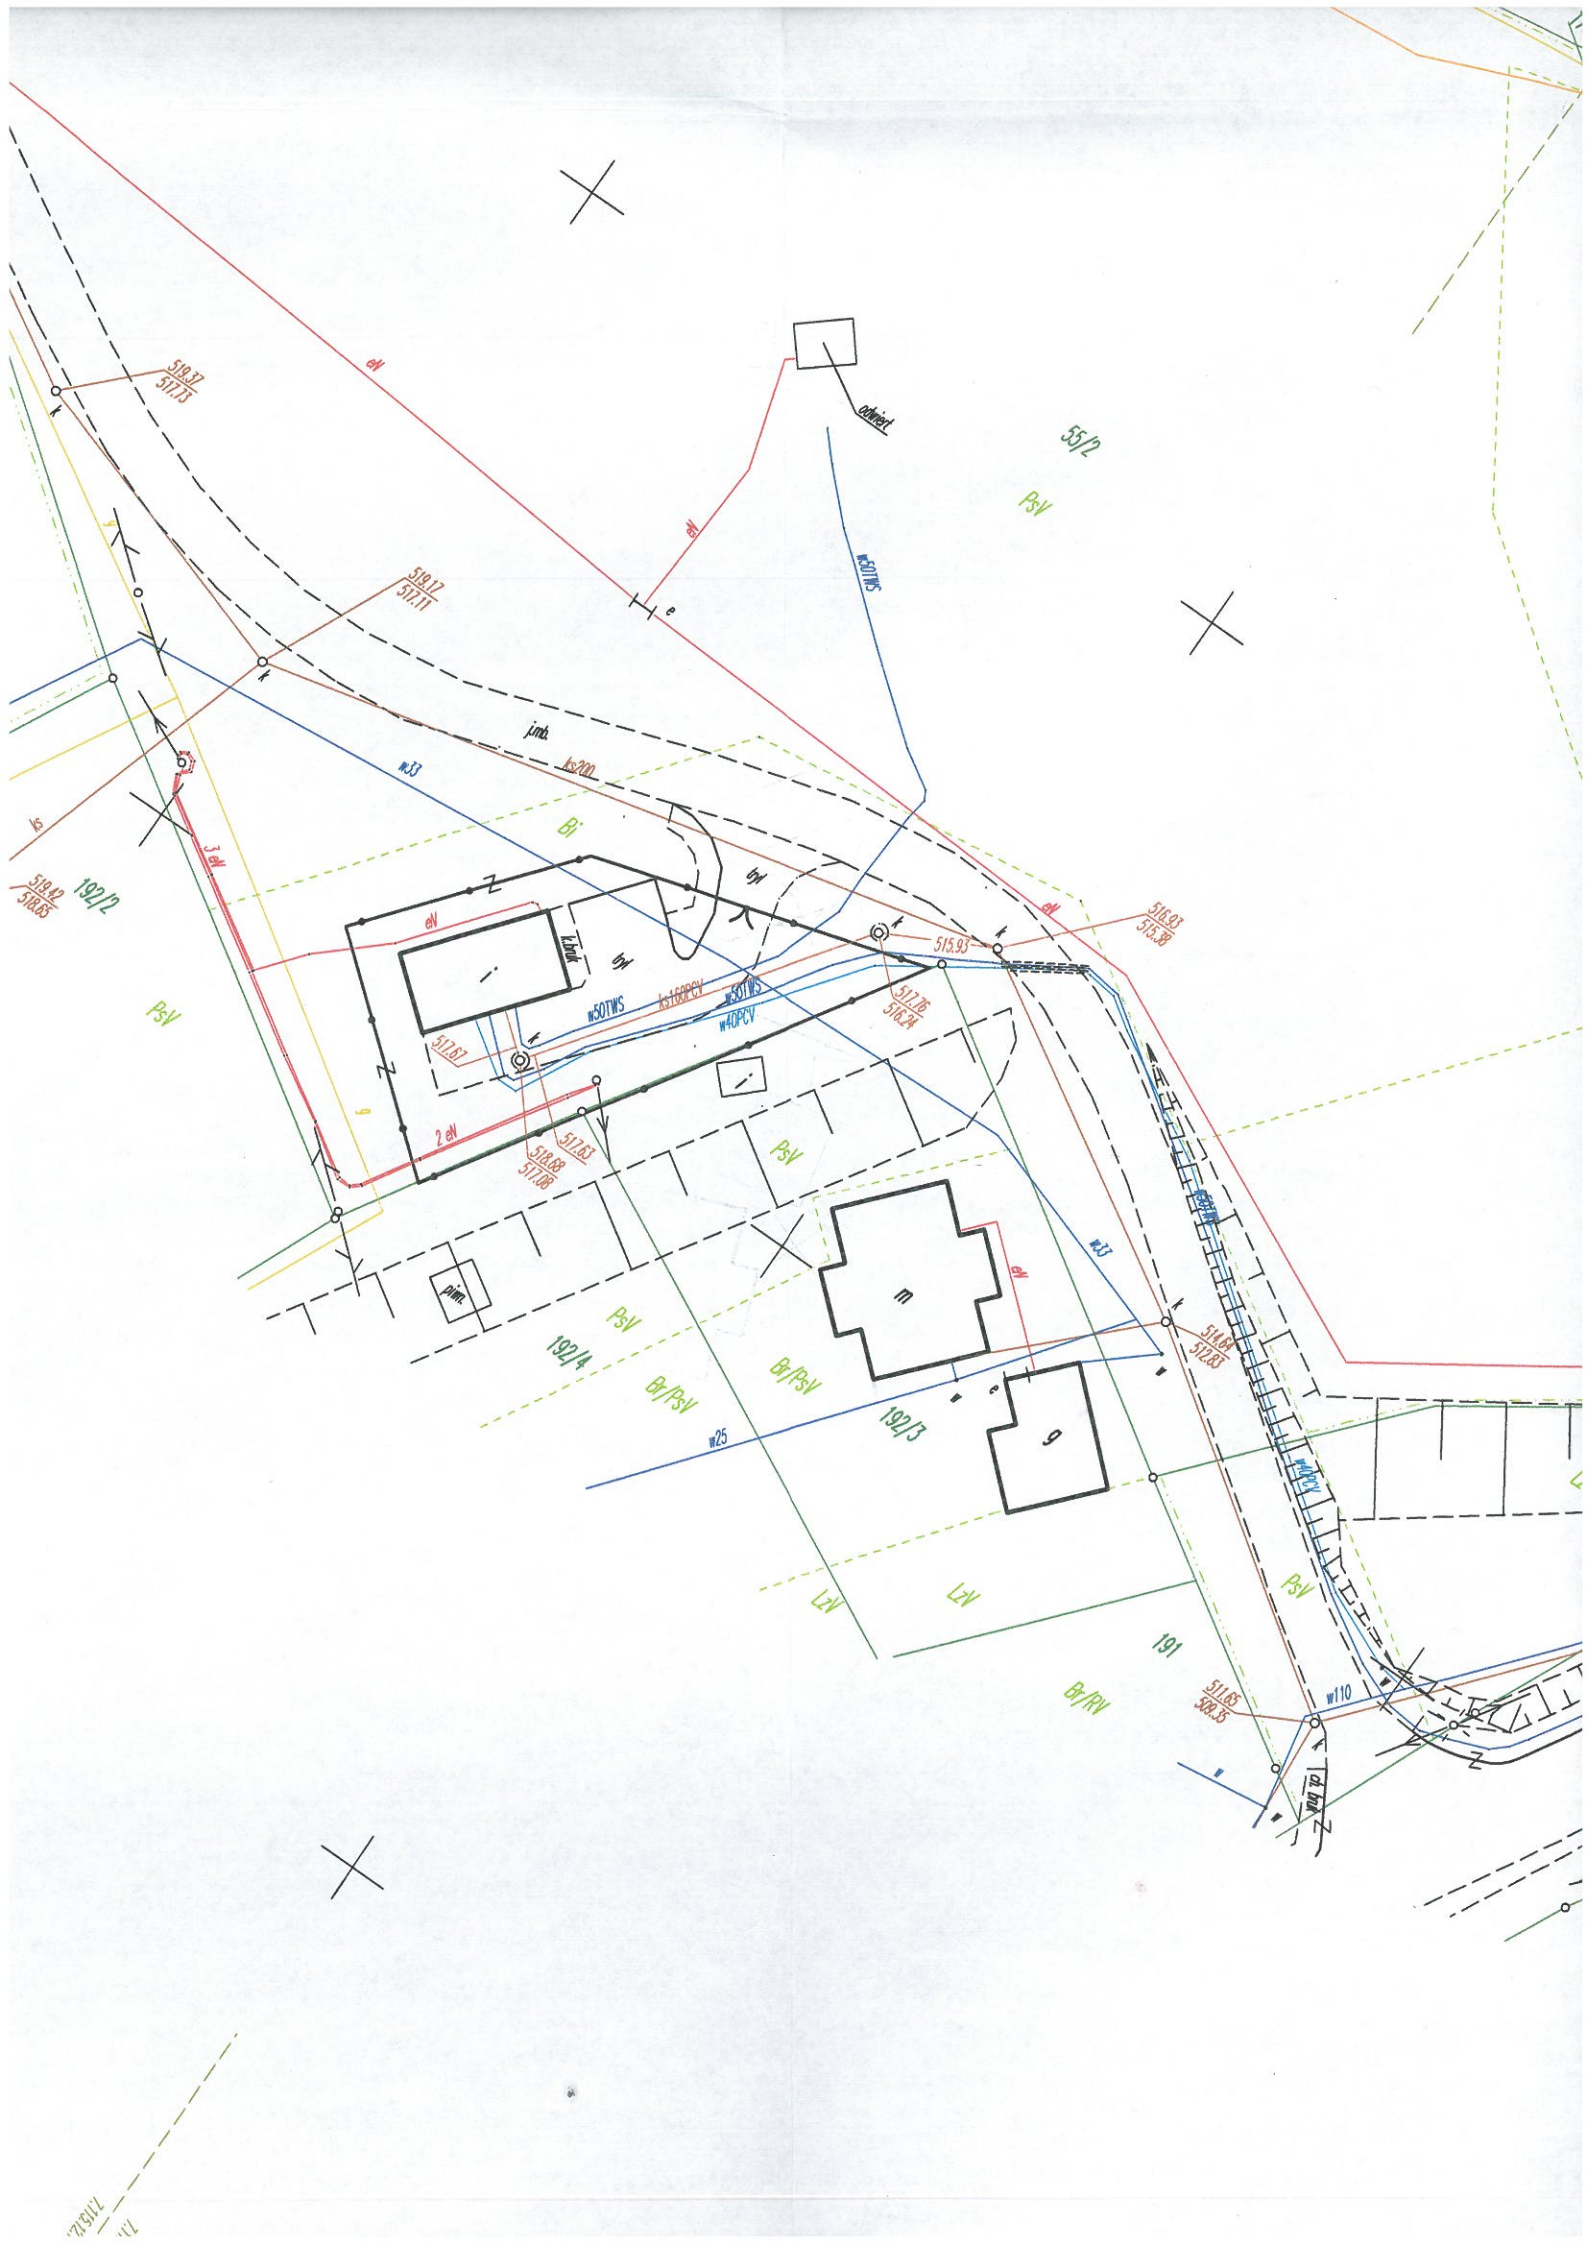 519.37
517.73
k
eN
odwiert
55/2
PsV
eN
g
519.17
517.11
k
e
w50TWS
j.mb.
ks200
w33
Bi
ks
3 eN
519.42
518.65
192/2
eN
k.bruk
i
tył
k
k
515.93
eN
516.93
515.38
PsV
w50TWS
ks160PCV
w50TWS
w40PCV
517.76
516.24
517.67
k
i
g
2 eN
517.63
518.68
517.08
PsV
w50TWS
piwn.
m
eN
w33
k
514.64
512.83
PsV
192/4
Br/PsV
Br/PsV
192/3
w
e
w
w25
g
w40PCV
LzV
LzV
PsV
191
Br/RV
511.65
509.35
w110
w
k
w
w